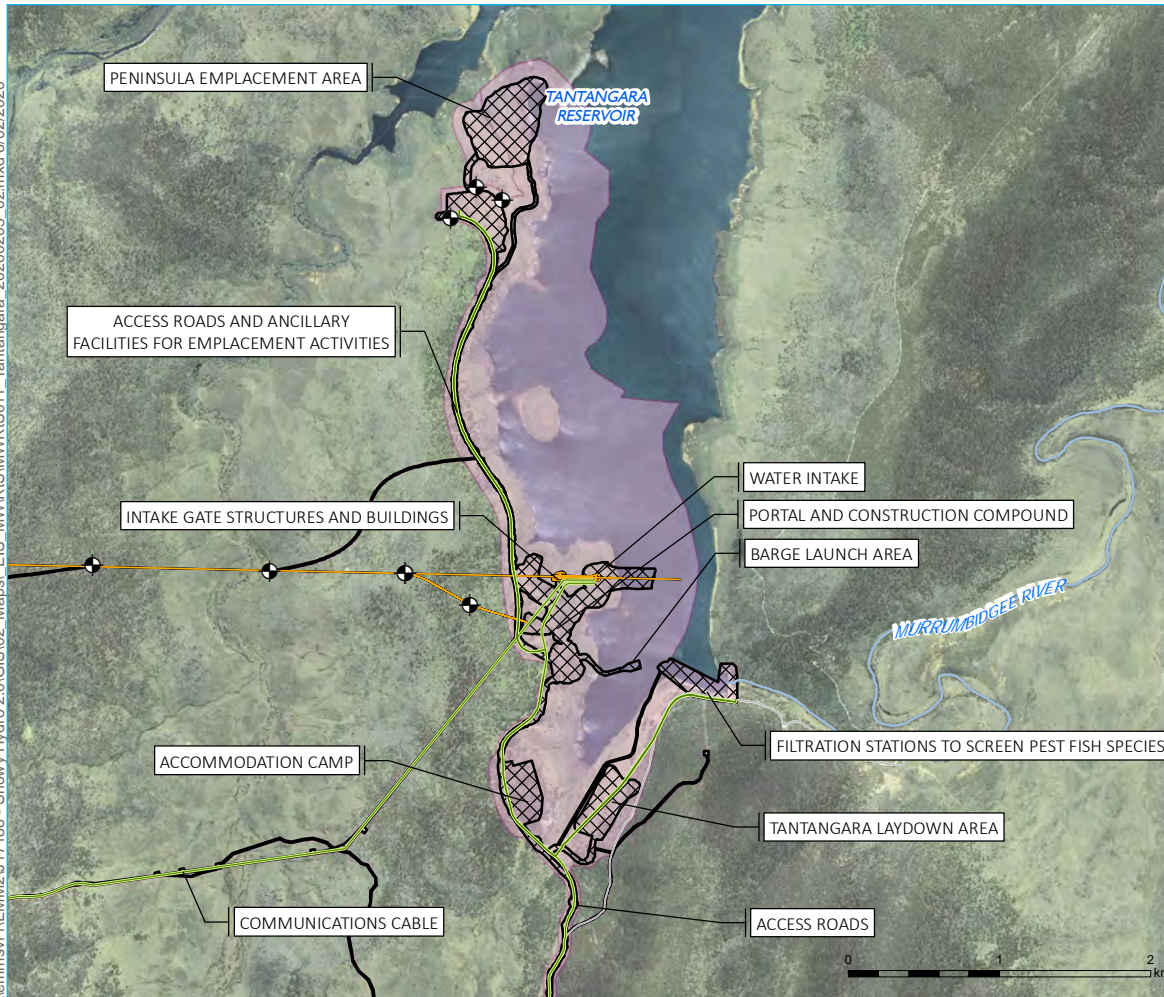 PENINSULA EMPLACEMENT AREA
TANTANGARA
RESERVOIR
ACCESS ROADS AND ANCILLARY
FACILITIES FOR EMPLACEMENT ACTIVITIES
WATER INTAKE
INTAKE GATE STRUCTURES AND BUILDINGS
PORTAL AND CONSTRUCTION COMPOUND
BARGE LAUNCH AREA
MURRUMBIDGEE RIVER
FILTRATION STATIONS TO SCREEN PEST FISH SPECIES
ACCOMMODATION CAMP
TANTANGARA LAYDOWN AREA
COMMUNICATIONS CABLE
ACCESS ROADS
0 1 2
km